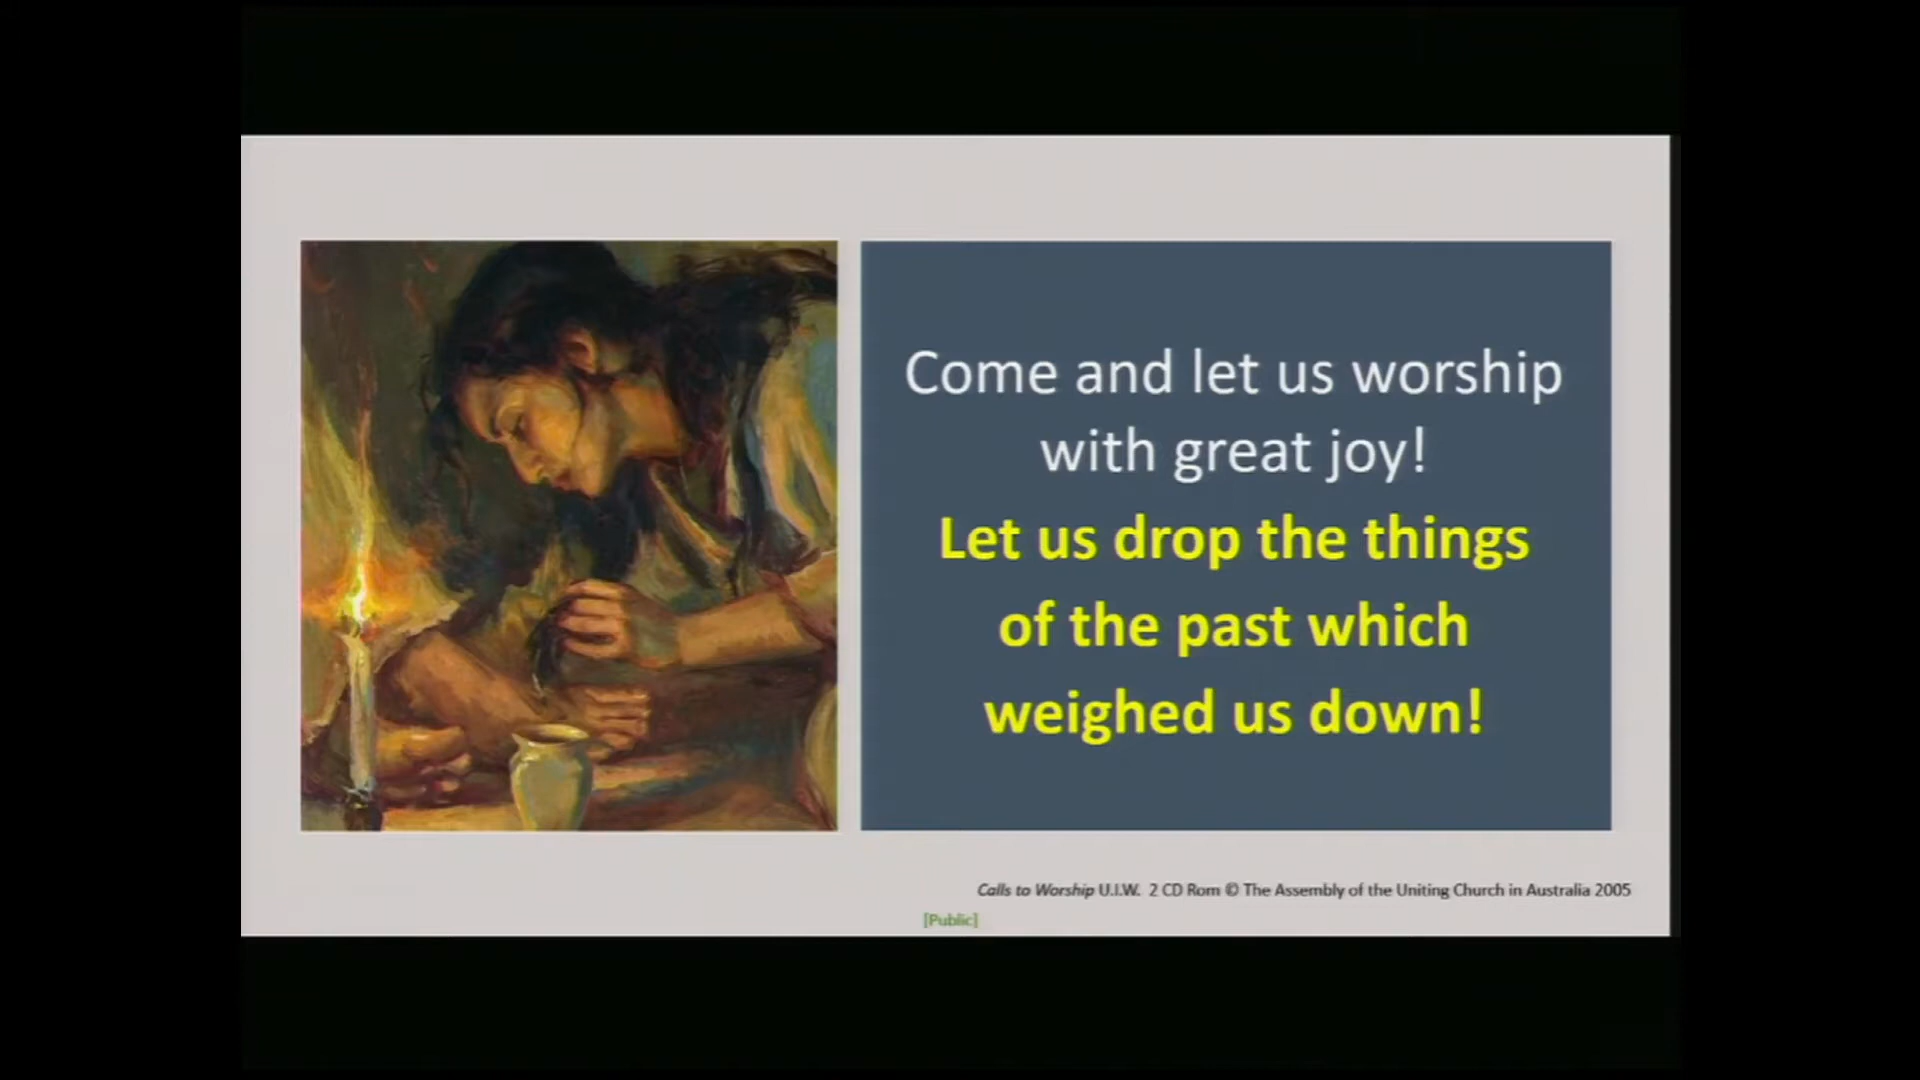 Come and let us worship
with great joy!
Let us drop the things
of the past which
weighed us down!
Calls to Worship U.I.W. 2 CD Rom © The Assembly of the Uniting Church in Australia 2005
[Public]